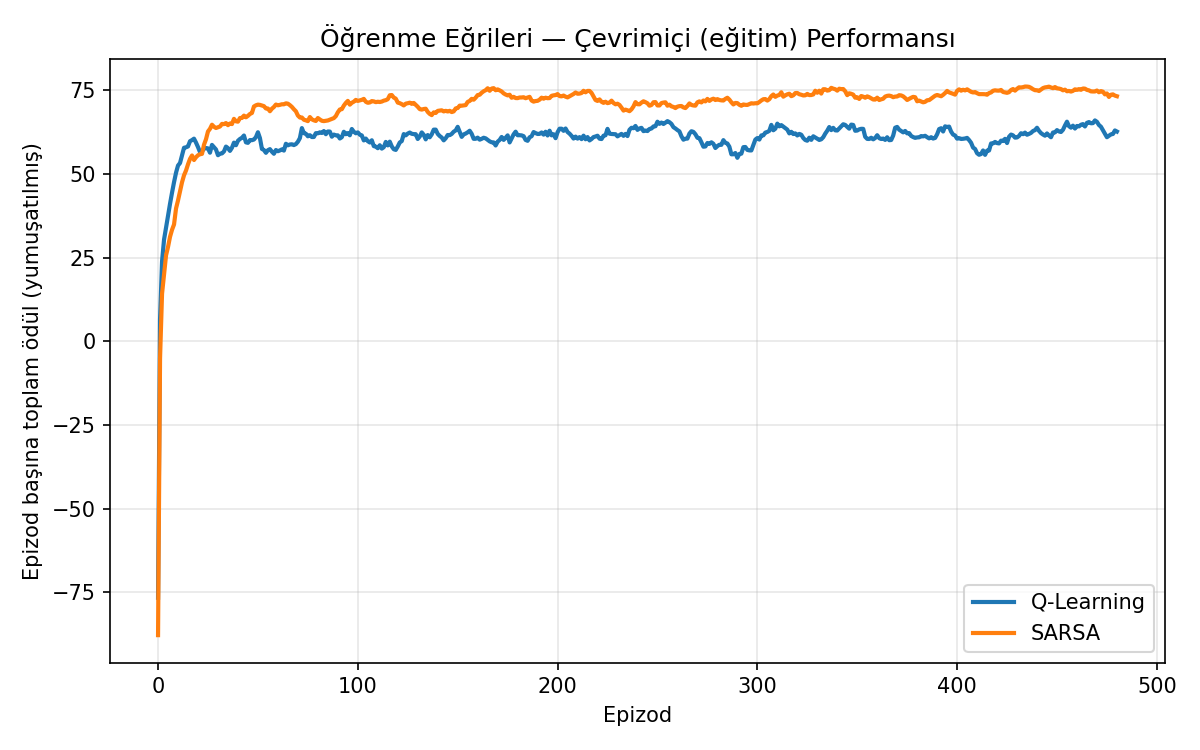 Öğrenme Eğrileri — Çevrimiçi (eğitim) Performansı
Epizod başına toplam ödül (yumuşatılmış)
75
50
25
0
−25
−50
−75
0 100 200 300 400 500
Epizod
Q-Learning
SARSA